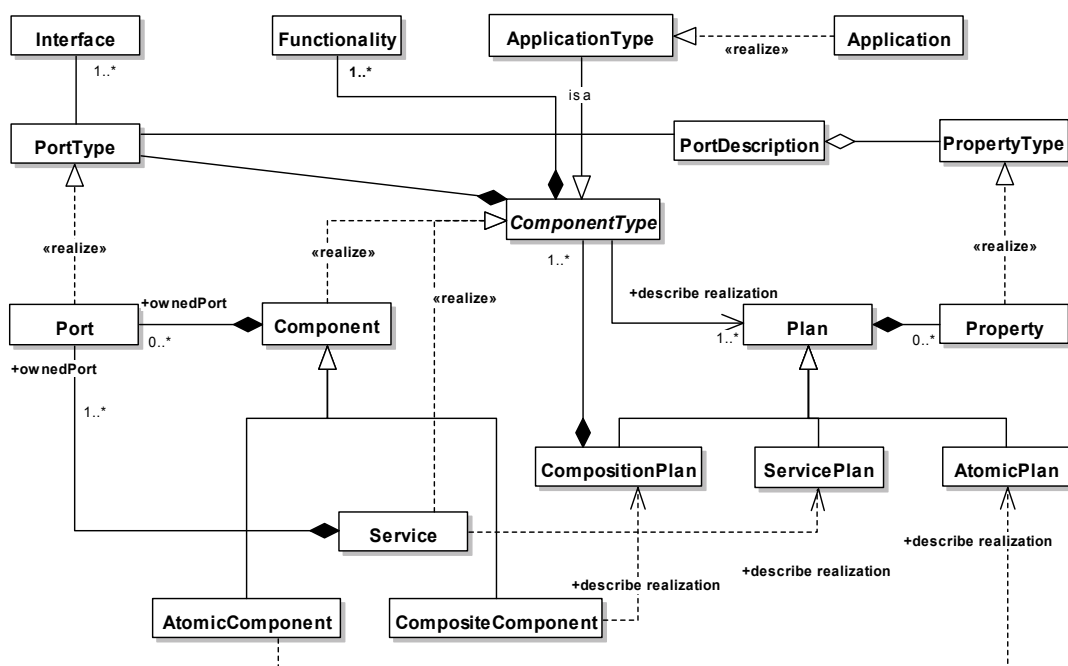 Interface
Functionality
ApplicationType
Application
«realize»
1..*
1..*
is a
PortType
PortDescription
PropertyType
ComponentType
«realize»
«realize»
«realize»
«realize»
1..*
+describe realization
+ownedPort
Port
Component
Plan
Property
0..*
1..*
0..*
+ownedPort
1..*
CompositionPlan
ServicePlan
AtomicPlan
Service
+describe realization
+describe realization
+describe realization
AtomicComponent
CompositeComponent